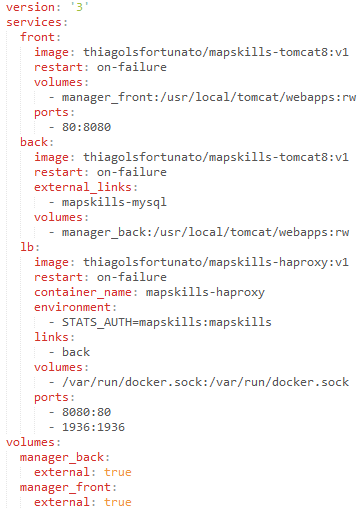 version: '3'
services:
  front:
    image: thiagolsfortunato/mapskills-tomcat8:v1
    restart: on-failure
    volumes:
      - manager_front:/usr/local/tomcat/webapps:rw
    ports:
      - 80:8080
  back:
    image: thiagolsfortunato/mapskills-tomcat8:v1
    restart: on-failure
    external_links:
      - mapskills-mysql
    volumes:
      - manager_back:/usr/local/tomcat/webapps:rw
  lb:
    image: thiagolsfortunato/mapskills-haproxy:v1
    restart: on-failure
    container_name: mapskills-haproxy
    environment:
      - STATS_AUTH=mapskills:mapskills
    links:
      - back
    volumes:
      - /var/run/docker.sock:/var/run/docker.sock
    ports:
      - 8080:80
      - 1936:1936
volumes:
  manager_back:
    external: true
  manager_front:
    external: true